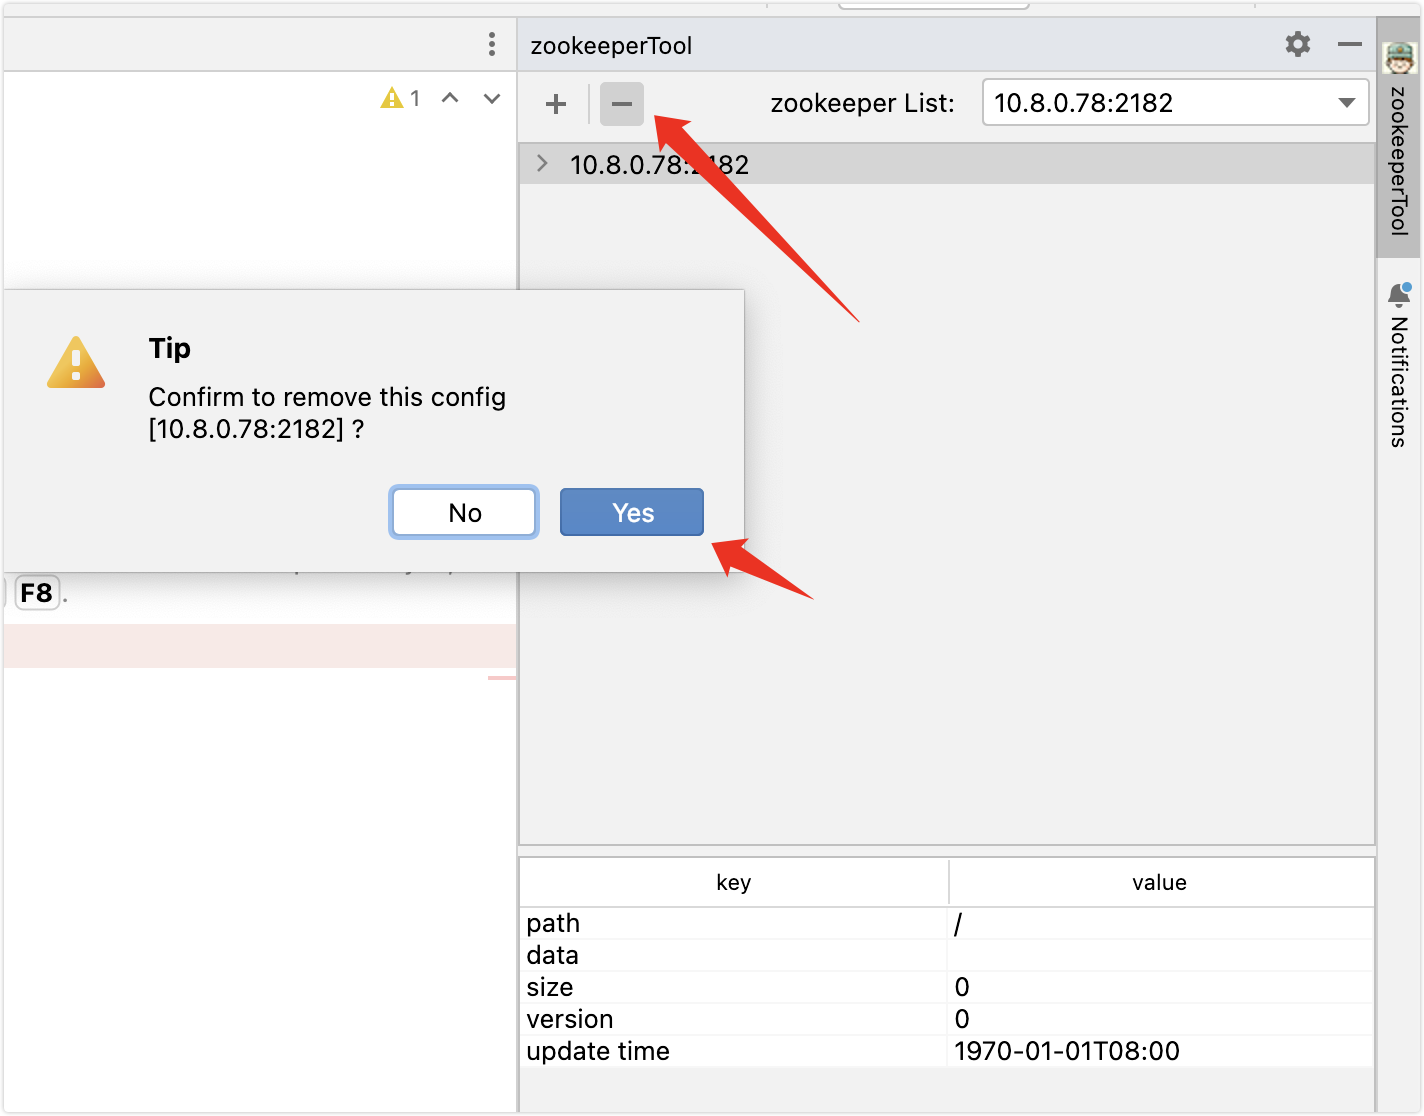 zookeeperTool
1
zookeeper List:
10.8.0.78:2182
10.8.0.78:2182
zookeeperTool
Notifications
Tip
Confirm to remove this config
[10.8.0.78:2182] ?
No
Yes
F8.
key
value
path
/
data
size
0
version
0
update time
1970-01-01T08:00